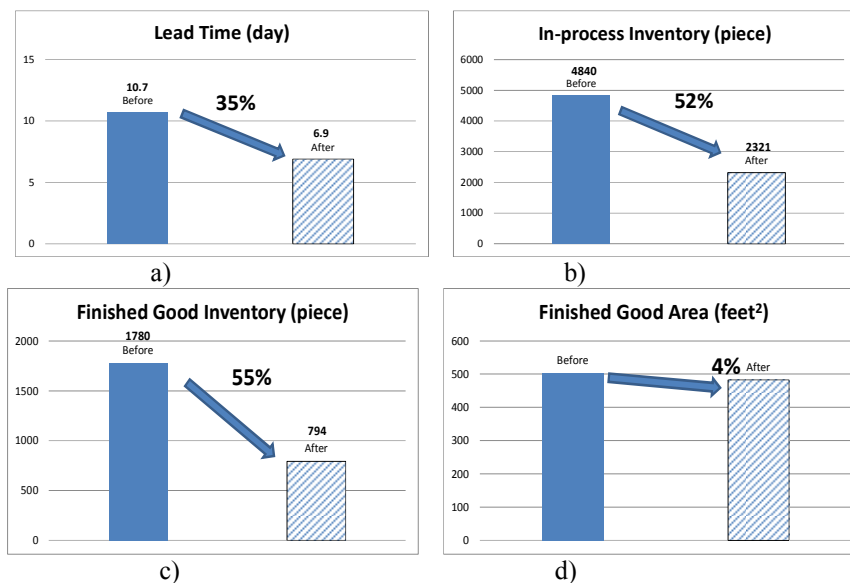 Lead Time (day)
15
10
5
0
10.7
Before
35%
6.9
After
a)
In-process Inventory (piece)
6000
5000
4000
3000
2000
1000
0
4840
Before
52%
2321
After
b)
Finished Good Inventory (piece)
2000
1500
1000
500
0
1780
Before
55%
794
After
c)
Finished Good Area (feet²)
600
500
400
300
200
100
0
Before
4%
After
d)